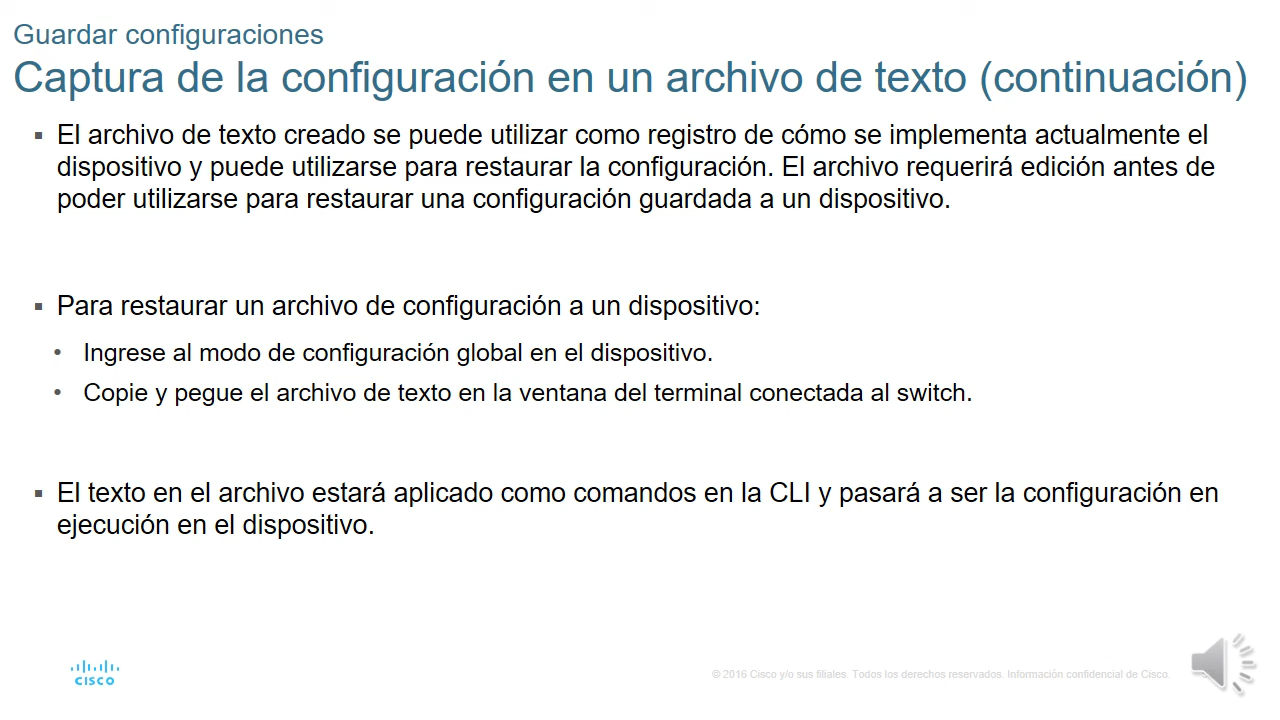 Guardar configuraciones
Captura de la configuración en un archivo de texto (continuación)
▪ El archivo de texto creado se puede utilizar como registro de cómo se implementa actualmente el
dispositivo y puede utilizarse para restaurar la configuración. El archivo requerirá edición antes de
poder utilizarse para restaurar una configuración guardada a un dispositivo.
▪ Para restaurar un archivo de configuración a un dispositivo:
• Ingrese al modo de configuración global en el dispositivo.
• Copie y pegue el archivo de texto en la ventana del terminal conectada al switch.
▪ El texto en el archivo estará aplicado como comandos en la CLI y pasará a ser la configuración en
ejecución en el dispositivo.
CISCO
© 2016 Cisco y/o sus filiales. Todos los derechos reservados. Información confidencial de Cisco.